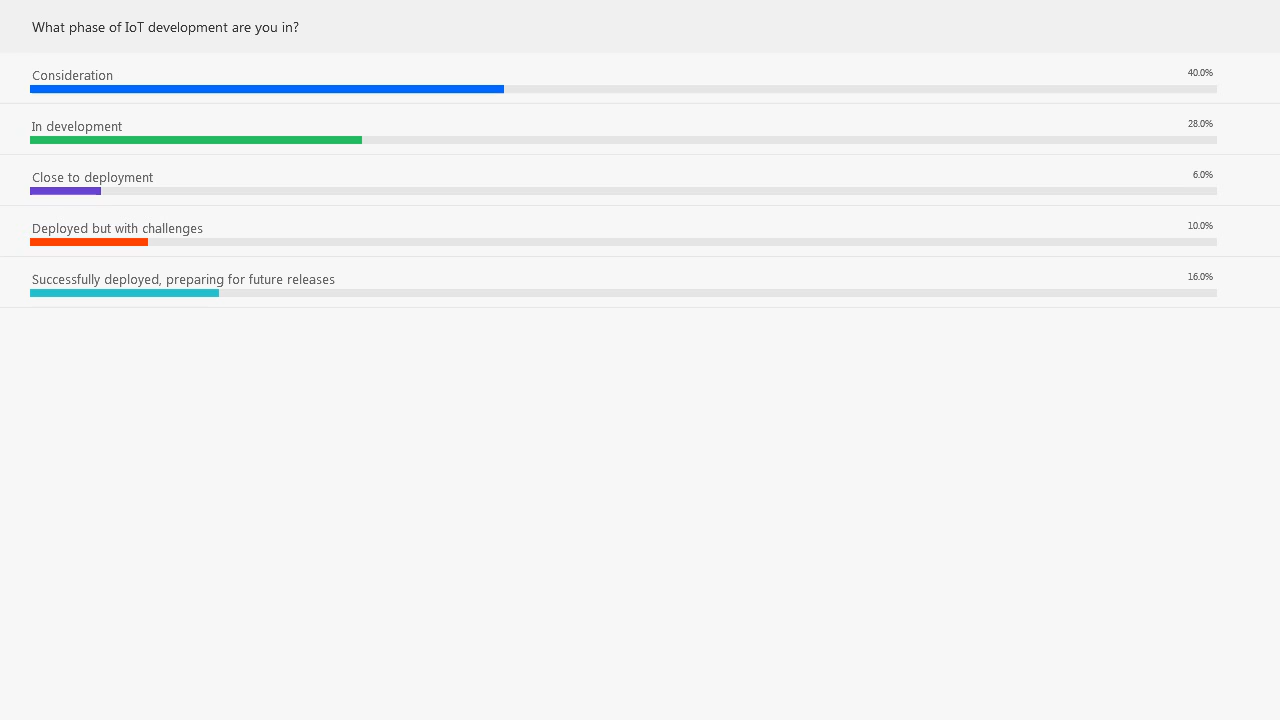 What phase of IoT development are you in?
Consideration
40.0%
In development
28.0%
Close to deployment
6.0%
Deployed but with challenges
10.0%
Successfully deployed, preparing for future releases
16.0%